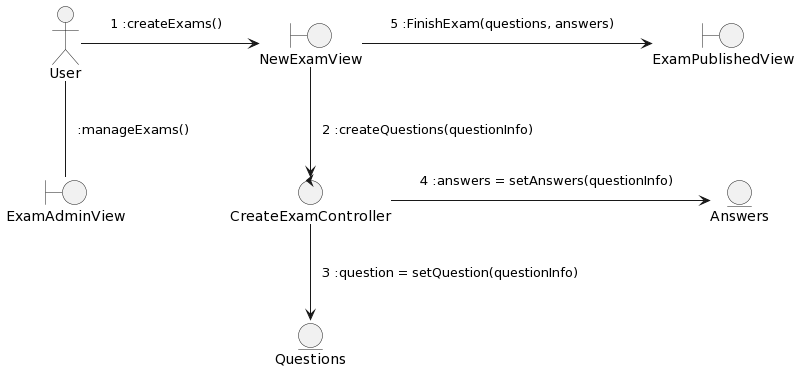 1 :createExams()
5 :FinishExam(questions, answers)
User
NewExamView
ExamPublishedView
:manageExams()
2 :createQuestions(questionInfo)
4 :answers = setAnswers(questionInfo)
ExamAdminView
CreateExamController
Answers
3 :question = setQuestion(questionInfo)
Questions